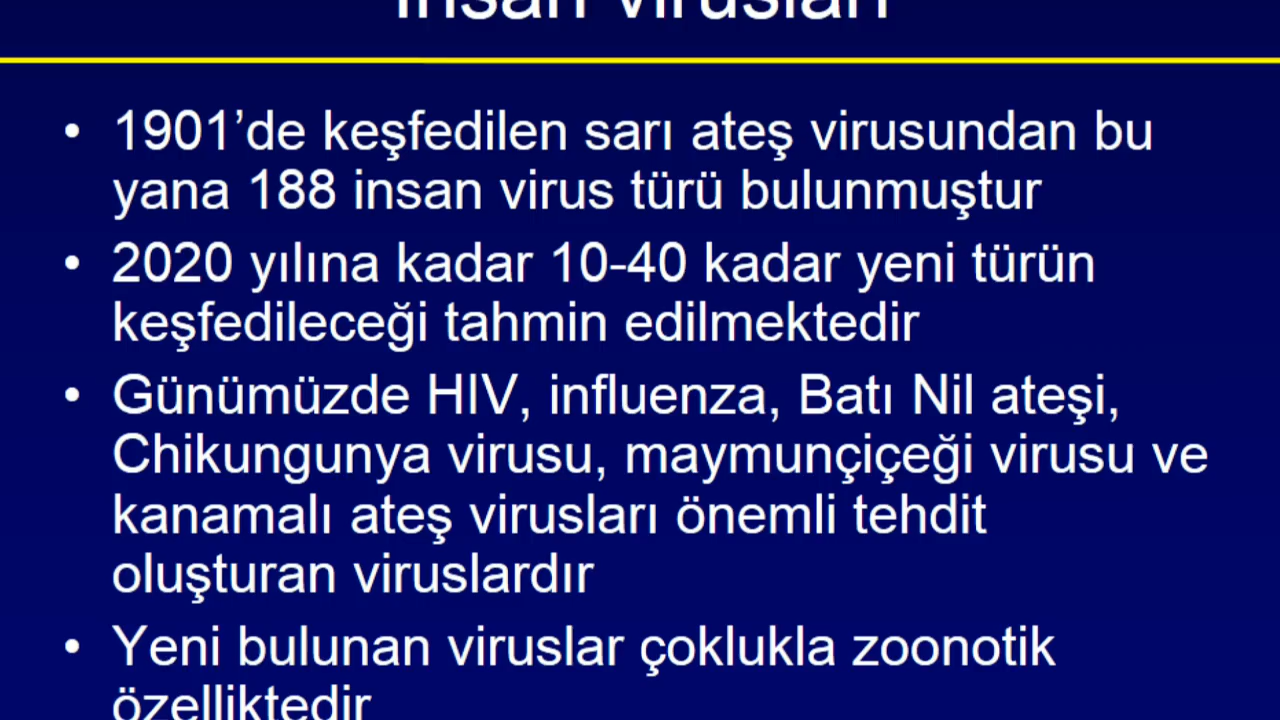 İnsan virusları
• 1901’de keşfedilen sarı ateş virusundan bu
yana 188 insan virus türü bulunmuştur
• 2020 yılına kadar 10-40 kadar yeni türün
keşfedileceği tahmin edilmektedir
• Günümüzde HIV, influenza, Batı Nil ateşi,
Chikungunya virusu, maymunçiçeği virusu ve
kanamalı ateş virusları önemli tehdit
oluşturan viruslardır
• Yeni bulunan viruslar çoklukla zoonotik
özelliktedir